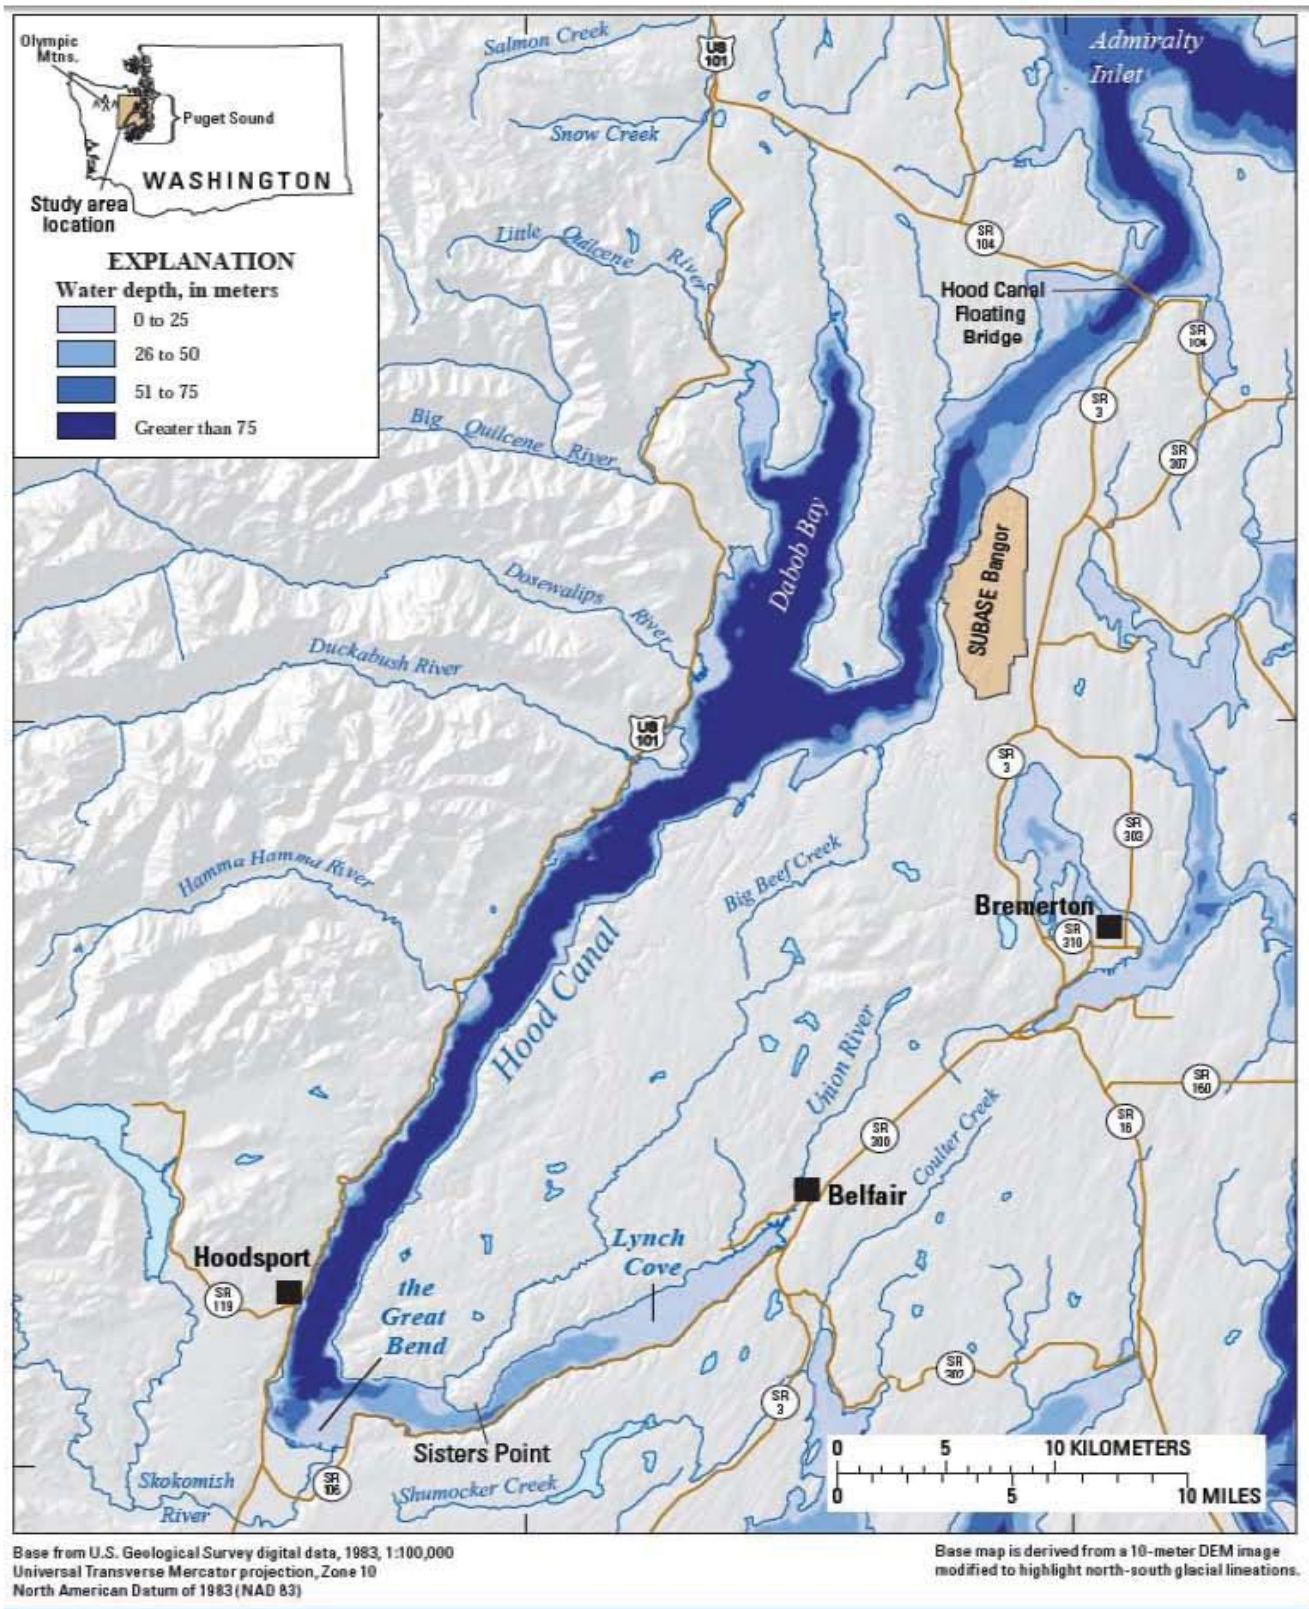 Olympic
Mtns.
Puget Sound
WASHINGTON
Study area
location
EXPLANATION
Water depth, in meters
0 to 25
26 to 50
51 to 75
Greater than 75
Salmon Creek
US
101
Admiralty
Inlet
Snow Creek
Little Quilcene River
SR
104
Hood Canal
Floating
Bridge
SR
104
SR
3
Big Quilcene River
SR
307
Dabob Bay
SUBASE Bangor
Dosewalips River
Duckabush River
US
101
SR
3
SR
303
Hamma Hamma River
Big Beef Creek
Bremerton
SR
310
Hood Canal
Union River
SR
160
SR
300
Coulter Creek
SR
16
Belfair
Lynch
Cove
Hoodsport
SR
119
the
Great
Bend
SR
302
SR
3
Sisters Point
Skokomish
River
SR
106
Shumocker Creek
0 5 10 KILOMETERS
0 5 10 MILES
Base from U.S. Geological Survey digital data, 1983, 1:100,000
Universal Transverse Mercator projection, Zone 10
North American Datum of 1983 (NAD 83)
Base map is derived from a 10-meter DEM image
modified to highlight north-south glacial lineations.